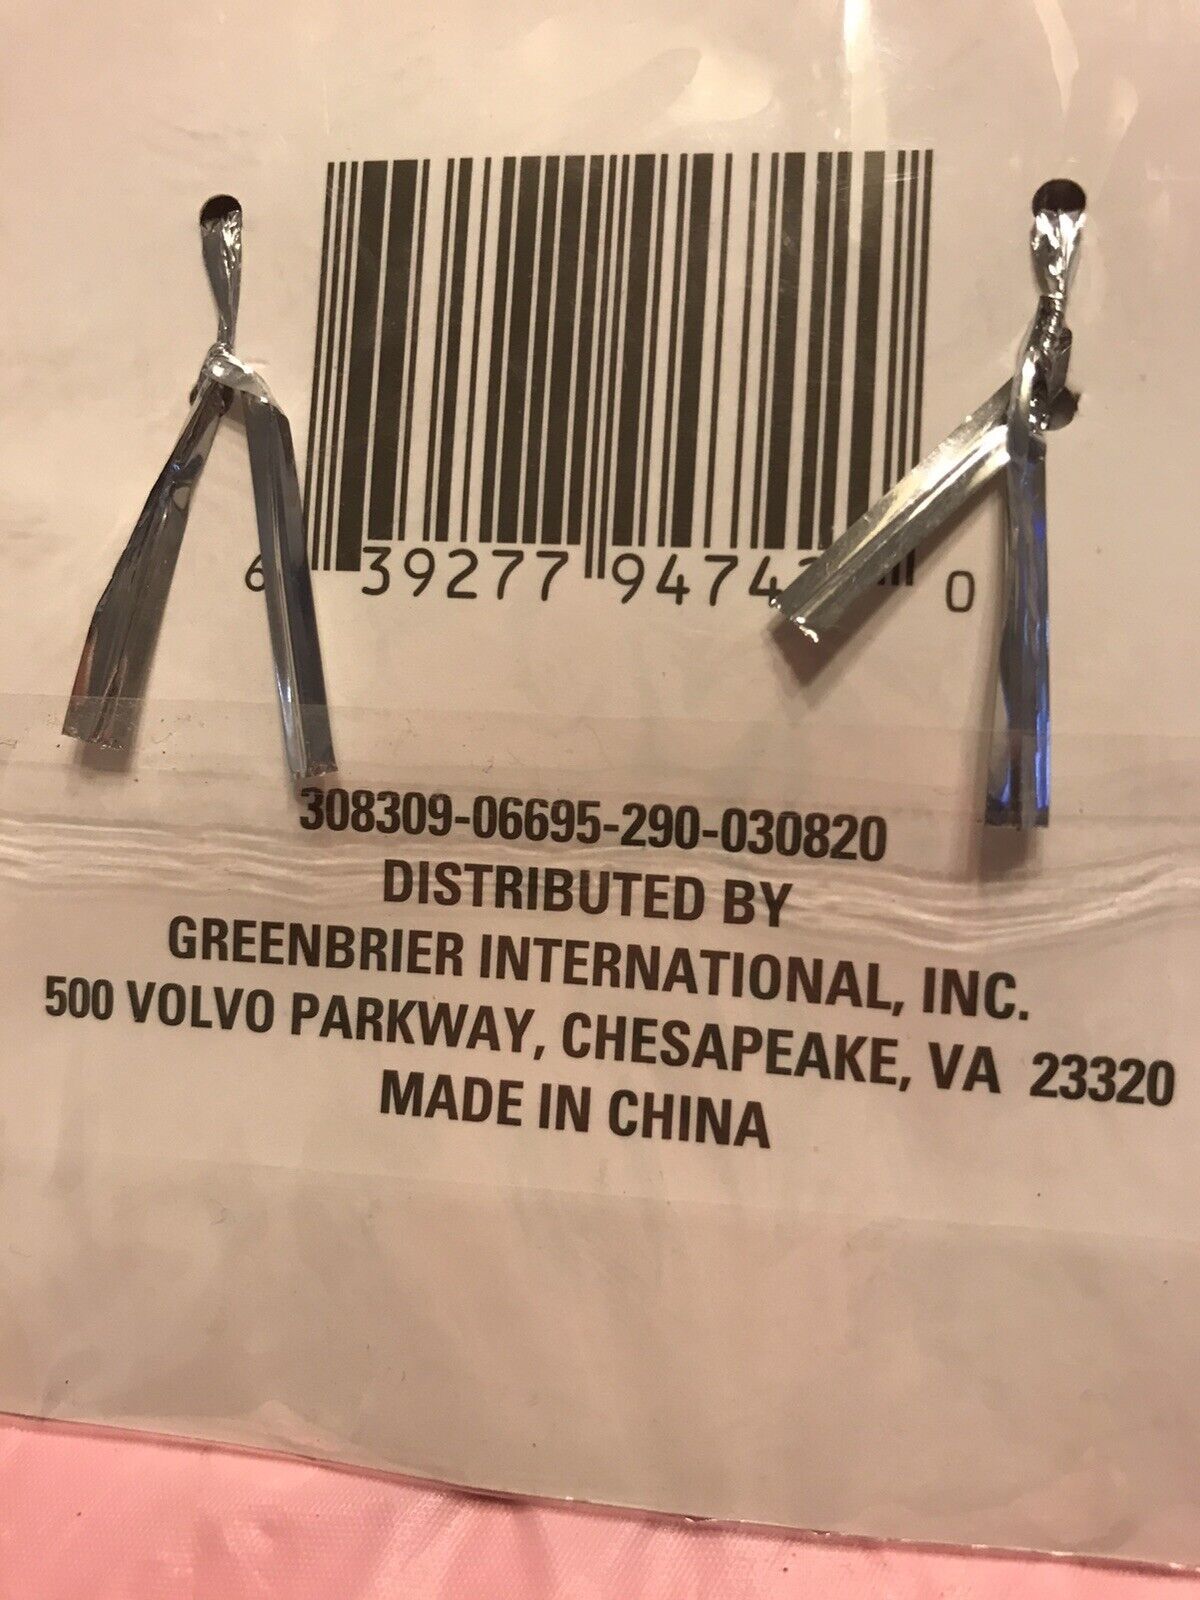 6 39277 9474 0
308309-06695-290-030820
DISTRIBUTED BY
GREENBRIER INTERNATIONAL, INC.
500 VOLVO PARKWAY, CHESAPEAKE, VA 23320
MADE IN CHINA